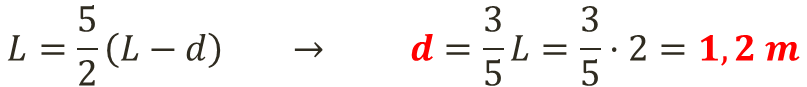 L = 5/2 (L − d) → d = 3/5 L = 3/5 · 2 = 1,2 m